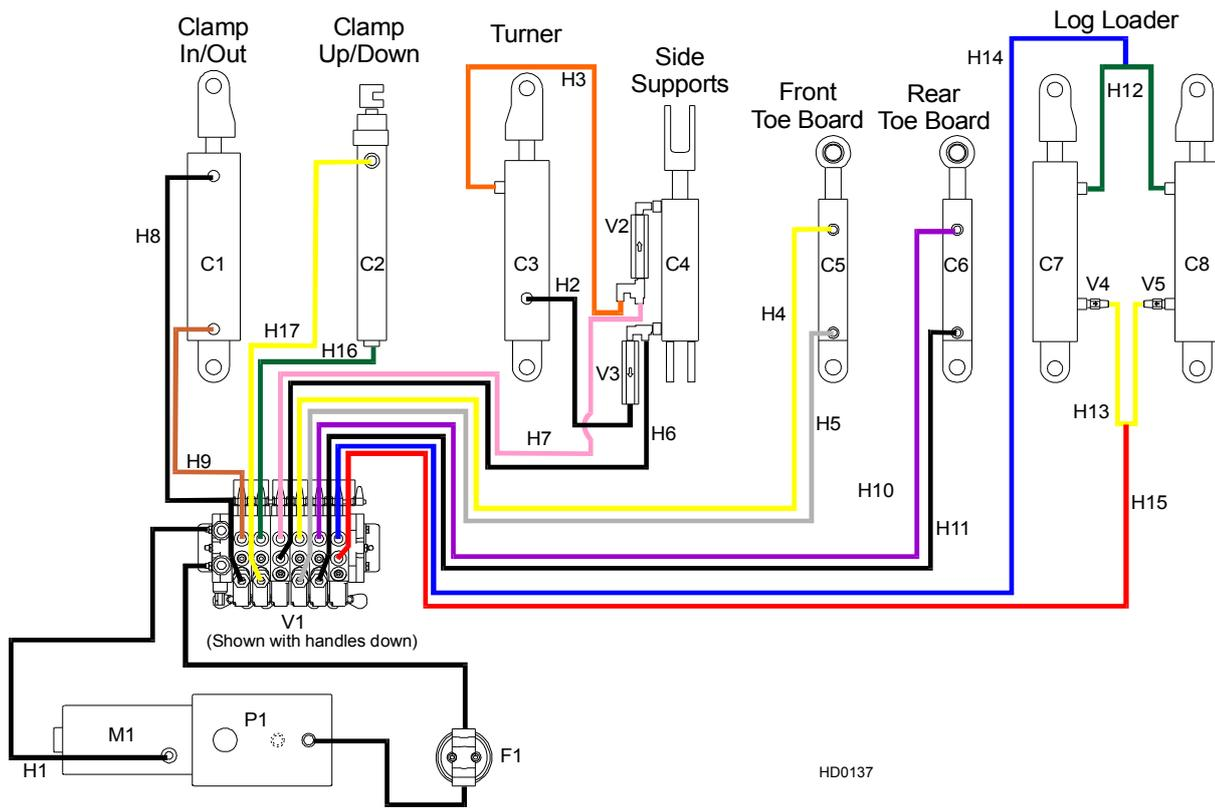 Clamp
In/Out
Clamp
Up/Down
Turner
Side
Supports
Front
Toe Board
Rear
Toe Board
Log Loader
H14
H3
H12
H8
V2
C1
C2
C3
C4
C5
C6
C7
C8
H2
V4
V5
H4
H17
H16
V3
H13
H5
H6
H7
H9
H10
H11
H15
V1
(Shown with handles down)
M1
P1
F1
H1
HD0137